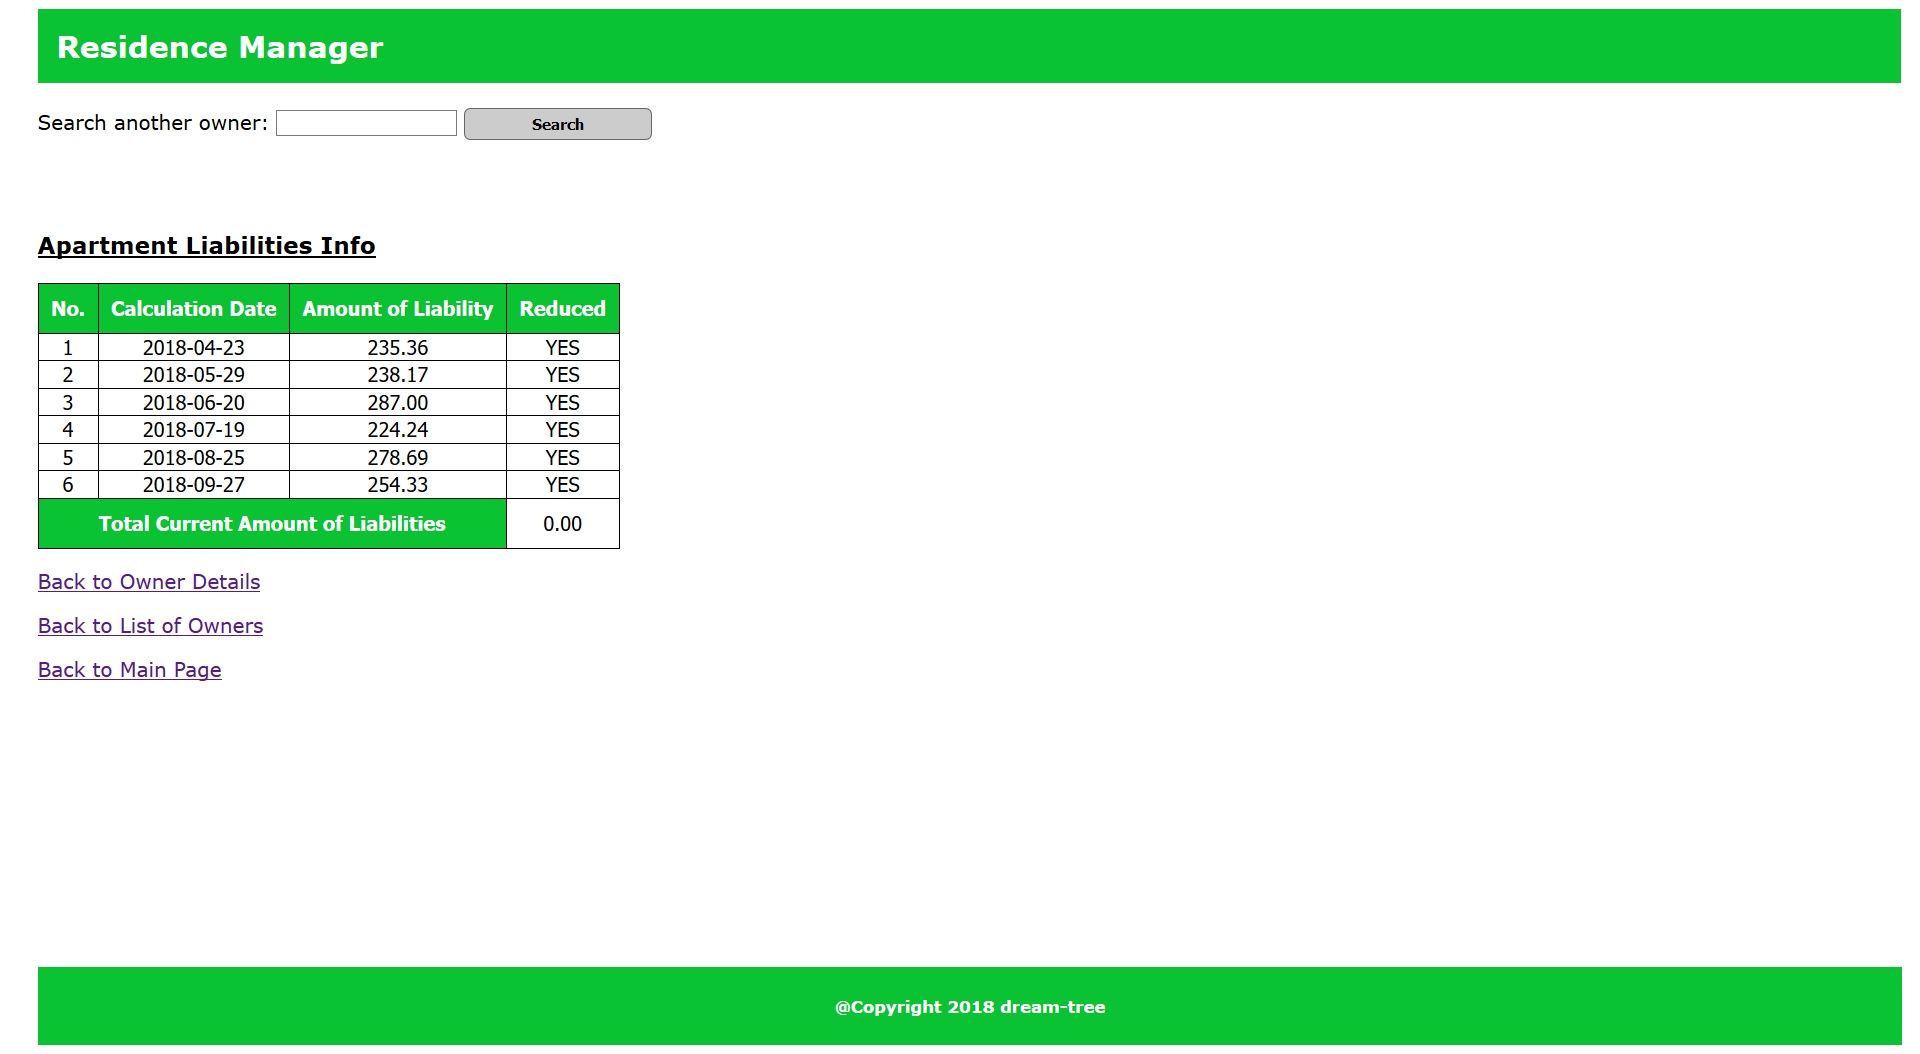 Residence Manager
Search another owner: Search
Apartment Liabilities Info
No. Calculation Date Amount of Liability Reduced
1 2018-04-23 235.36 YES
2 2018-05-29 238.17 YES
3 2018-06-20 287.00 YES
4 2018-07-19 224.24 YES
5 2018-08-25 278.69 YES
6 2018-09-27 254.33 YES
Total Current Amount of Liabilities 0.00
Back to Owner Details
Back to List of Owners
Back to Main Page
@Copyright 2018 dream-tree